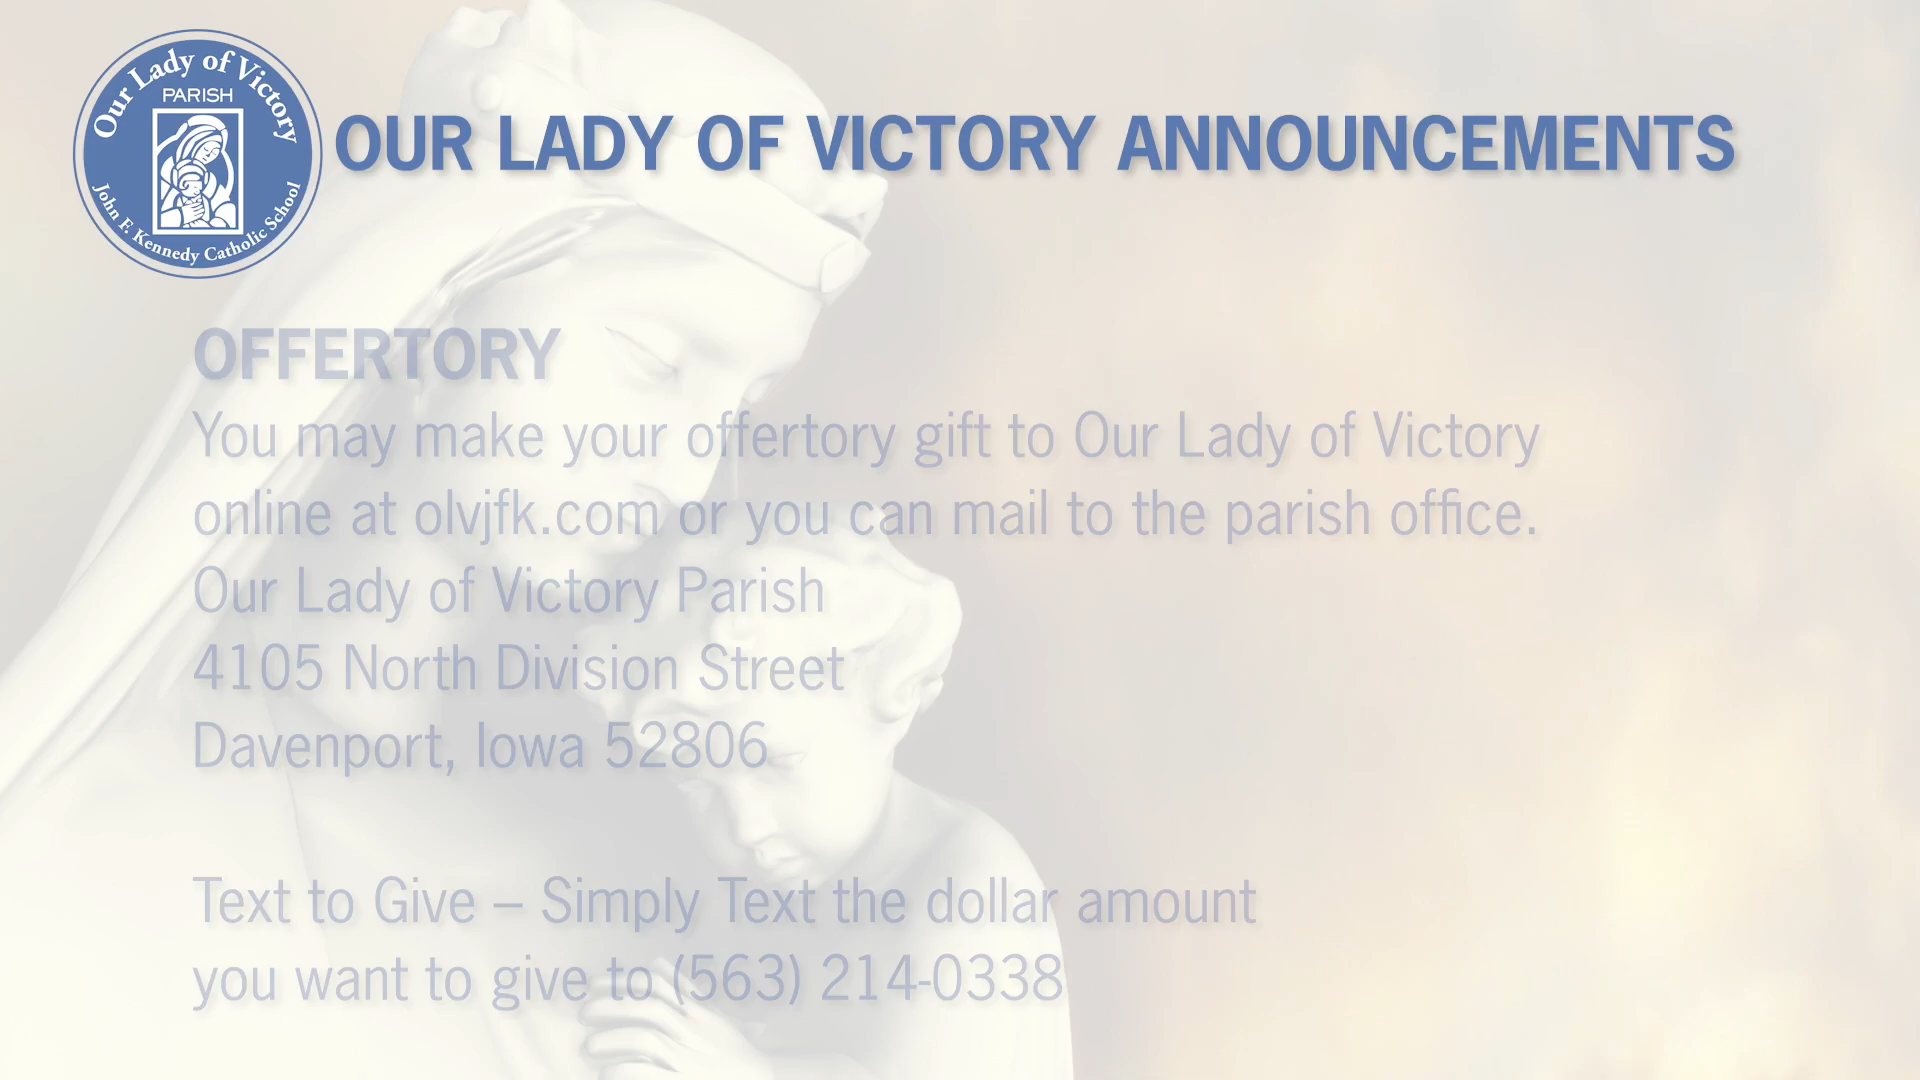 Our Lady of Victory
PARISH
John F. Kennedy Catholic School
OUR LADY OF VICTORY ANNOUNCEMENTS
OFFERTORY
You may make your offertory gift to Our Lady of Victory
online at olvjfk.com or you can mail to the parish office.
Our Lady of Victory Parish
4105 North Division Street
Davenport, Iowa 52806
Text to Give – Simply Text the dollar amount
you want to give to (563) 214-0338